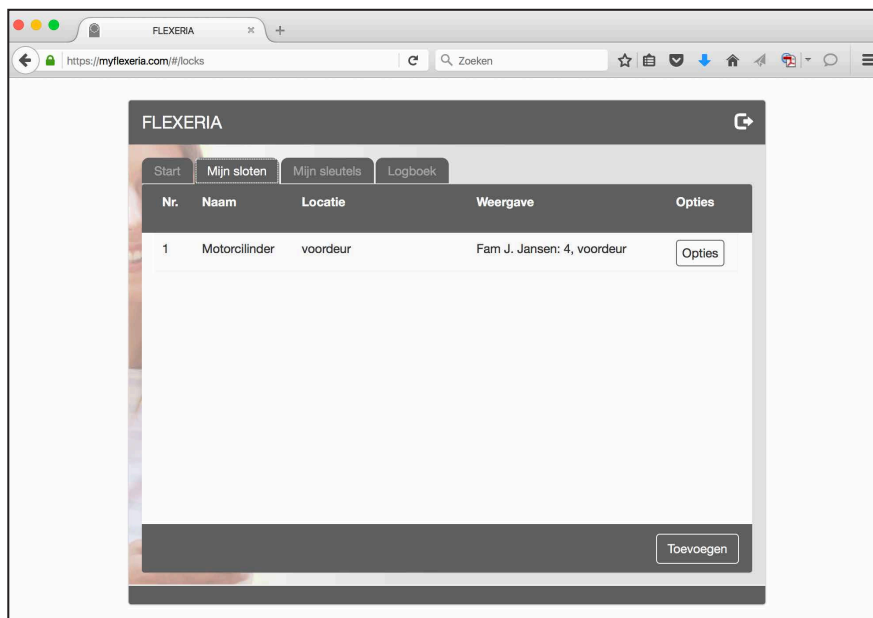 FLEXERIA
https://myflexeria.com/#/locks
Zoeken
FLEXERIA
Start Mijn sloten Mijn sleutels Logboek
Nr. Naam Locatie Weergave Opties
1 Motorcilinder voordeur Fam J. Jansen: 4, voordeur Opties
Toevoegen